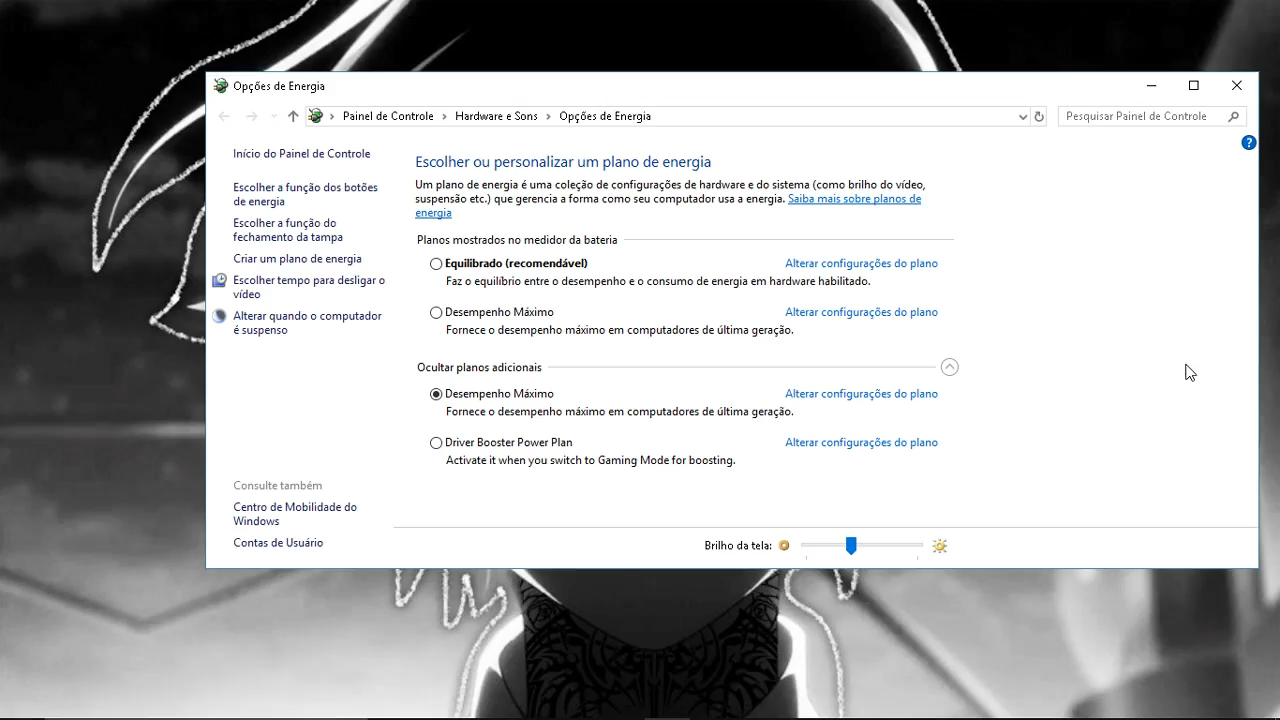 Opções de Energia
Painel de Controle > Hardware e Sons > Opções de Energia
Pesquisar Painel de Controle
Início do Painel de Controle
Escolher a função dos botões
de energia
Escolher a função do
fechamento da tampa
Criar um plano de energia
Escolher tempo para desligar o
vídeo
Alterar quando o computador
é suspenso
Consulte também
Centro de Mobilidade do
Windows
Contas de Usuário
Escolher ou personalizar um plano de energia
Um plano de energia é uma coleção de configurações de hardware e do sistema (como brilho do vídeo,
suspensão etc.) que gerencia a forma como seu computador usa a energia. Saiba mais sobre planos de
energia
Planos mostrados no medidor da bateria
Equilibrado (recomendável) Alterar configurações do plano
Faz o equilíbrio entre o desempenho e o consumo de energia em hardware habilitado.
Desempenho Máximo Alterar configurações do plano
Fornece o desempenho máximo em computadores de última geração.
Ocultar planos adicionais
Desempenho Máximo Alterar configurações do plano
Fornece o desempenho máximo em computadores de última geração.
Driver Booster Power Plan Alterar configurações do plano
Activate it when you switch to Gaming Mode for boosting.
Brilho da tela: